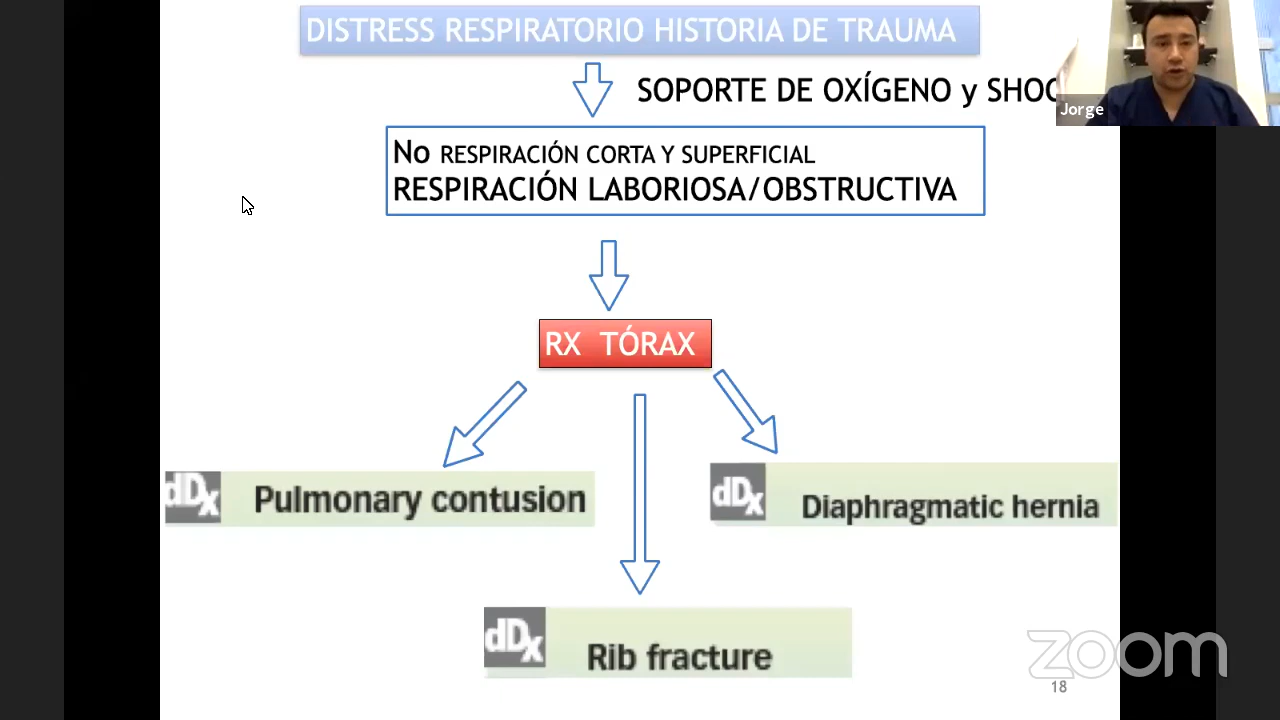 DISTRESS RESPIRATORIO HISTORIA DE TRAUMA
SOPORTE DE OXÍGENO y SHOC
Jorge
No RESPIRACIÓN CORTA Y SUPERFICIAL
RESPIRACIÓN LABORIOSA/OBSTRUCTIVA
RX TÓRAX
dDx Pulmonary contusion
dDx Diaphragmatic hernia
dDx Rib fracture
zoom
18